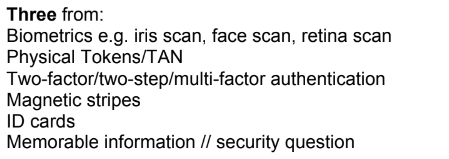 Three from:
Biometrics e.g. iris scan, face scan, retina scan
Physical Tokens/TAN
Two-factor/two-step/multi-factor authentication
Magnetic stripes
ID cards
Memorable information // security question